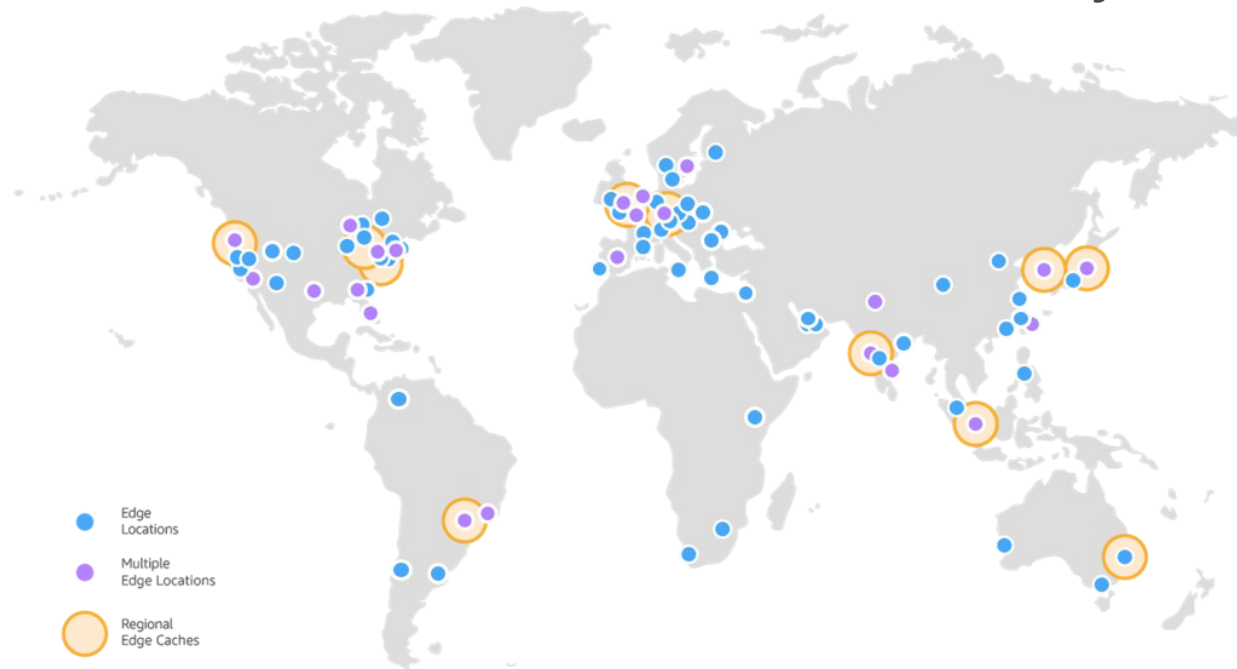 Edge
Locations
Multiple
Edge Locations
Regional
Edge Caches